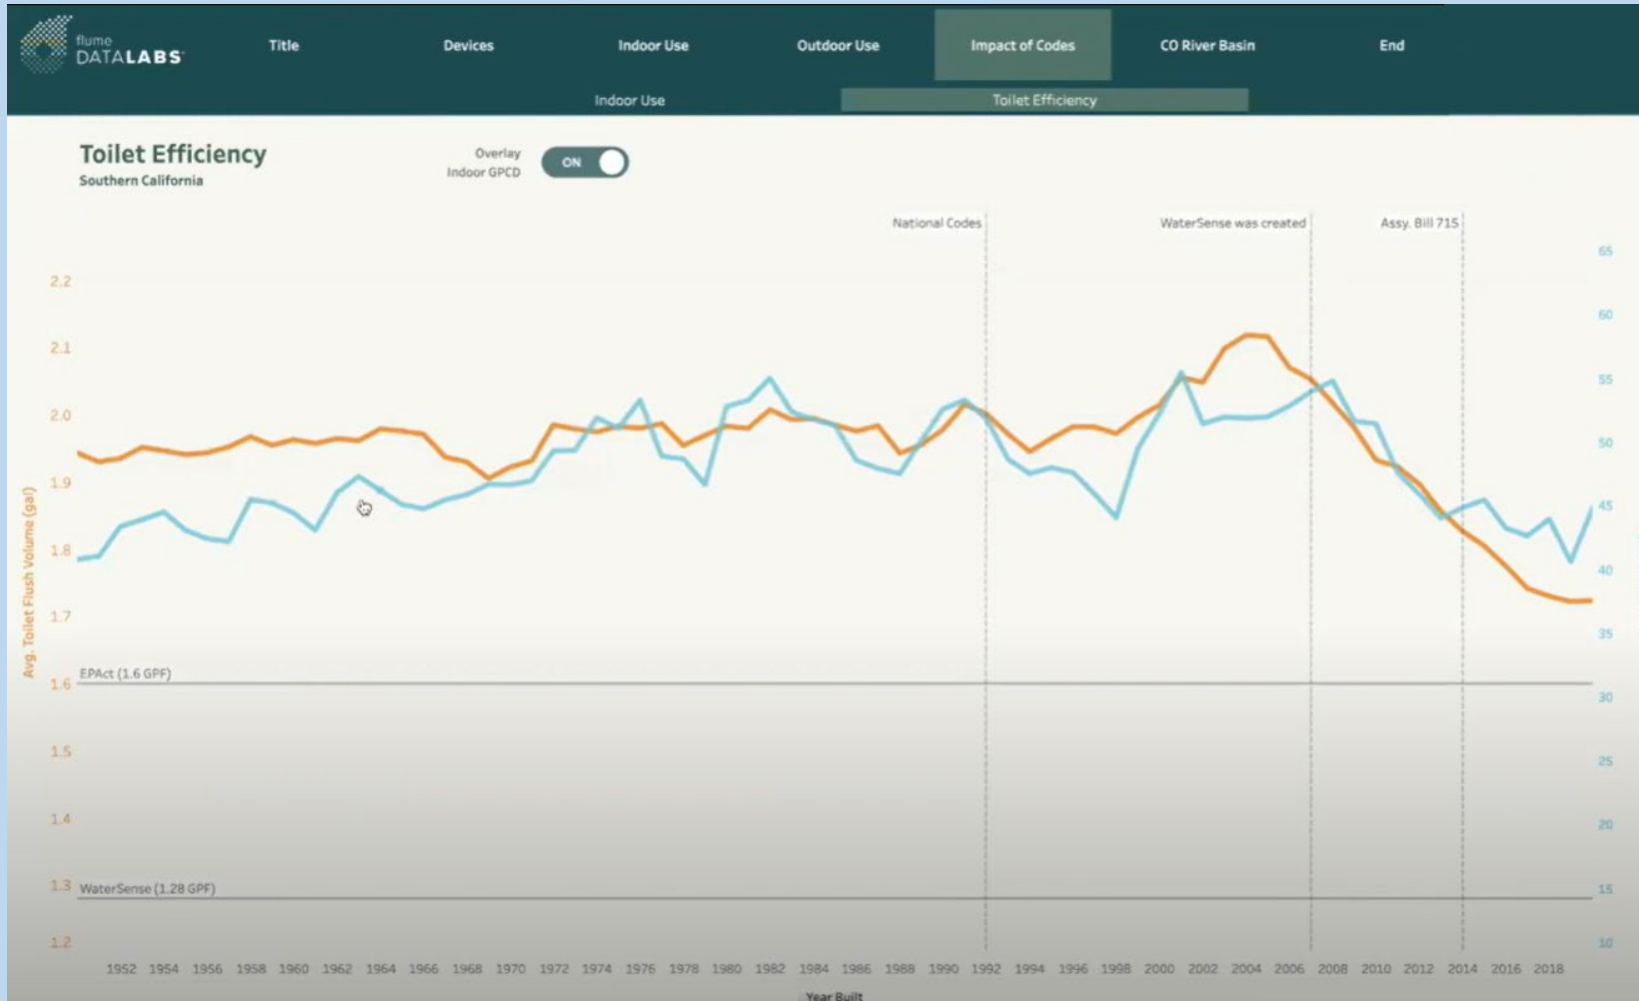 flume
DATALABS
Title
Devices
Indoor Use
Outdoor Use
Impact of Codes
CO River Basin
End
Indoor Use
Toilet Efficiency
Toilet Efficiency
Southern California
Overlay
Indoor GPCD
ON
National Codes
WaterSense was created
Assy. Bill 715
Avg. Toilet Flush Volume (gal)
2.2
2.1
2.0
1.9
1.8
1.7
1.6
1.5
1.4
1.3
1.2
EPAct (1.6 GPF)
WaterSense (1.28 GPF)
65
60
55
50
45
40
35
30
25
20
15
10
1952 1954 1956 1958 1960 1962 1964 1966 1968 1970 1972 1974 1976 1978 1980 1982 1984 1986 1988 1990 1992 1994 1996 1998 2000 2002 2004 2006 2008 2010 2012 2014 2016 2018
Year Built